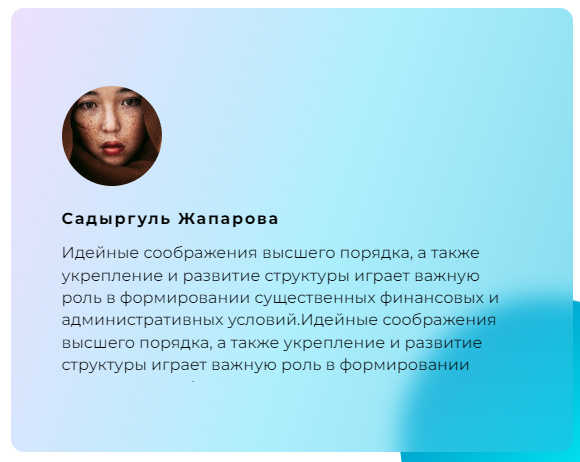 Садыргуль Жапарова
Идейные соображения высшего порядка, а также
укрепление и развитие структуры играет важную
роль в формировании существенных финансовых и
административных условий.Идейные соображения
высшего порядка, а также укрепление и развитие
структуры играет важную роль в формировании